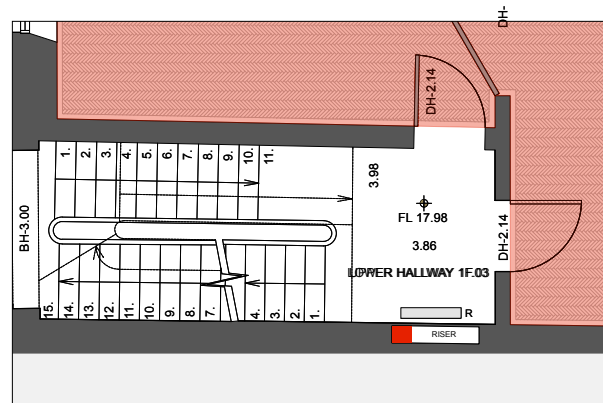 DH-
DH-2.14
1. 2. 3. 4. 5. 6. 7. 8. 9. 10. 11.
3.98
BH-3.00
FL 17.98
3.86
DH-2.14
LOWER HALLWAY 1F.03
15. 14. 13. 12. 11. 10. 9. 8. 7. 4. 3. 2. 1.
R
RISER